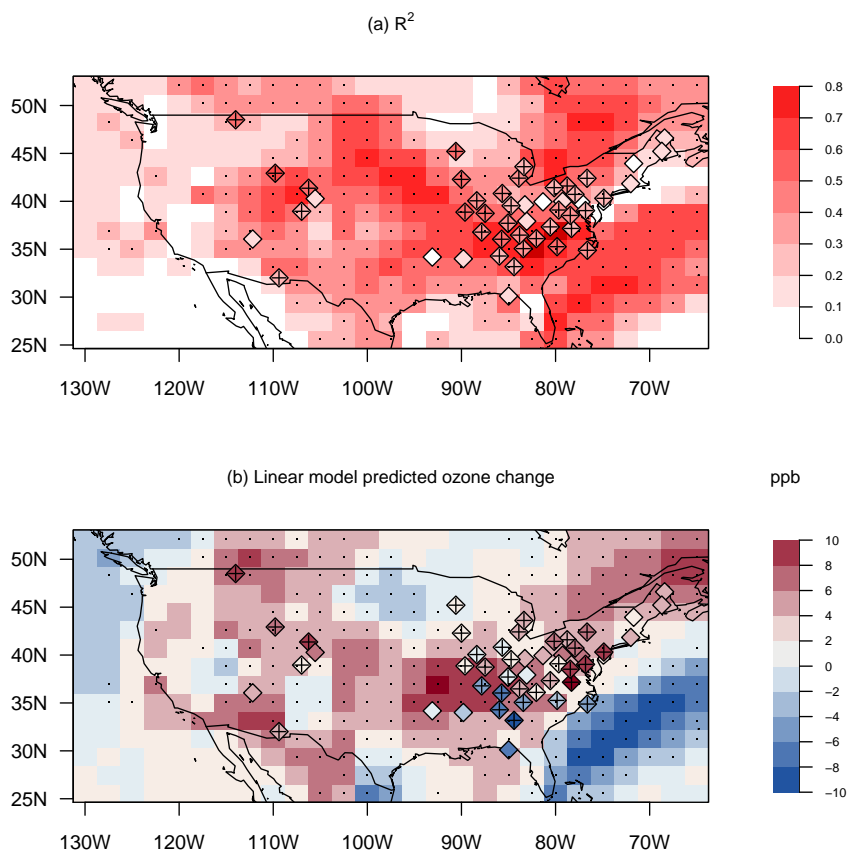 (a) R²
50N
45N
40N
35N
30N
25N
130W 120W 110W 100W 90W 80W 70W
0.8
0.7
0.6
0.5
0.4
0.3
0.2
0.1
0.0
(b) Linear model predicted ozone change
ppb
50N
45N
40N
35N
30N
25N
130W 120W 110W 100W 90W 80W 70W
10
8
6
4
2
0
−2
−4
−6
−8
−10